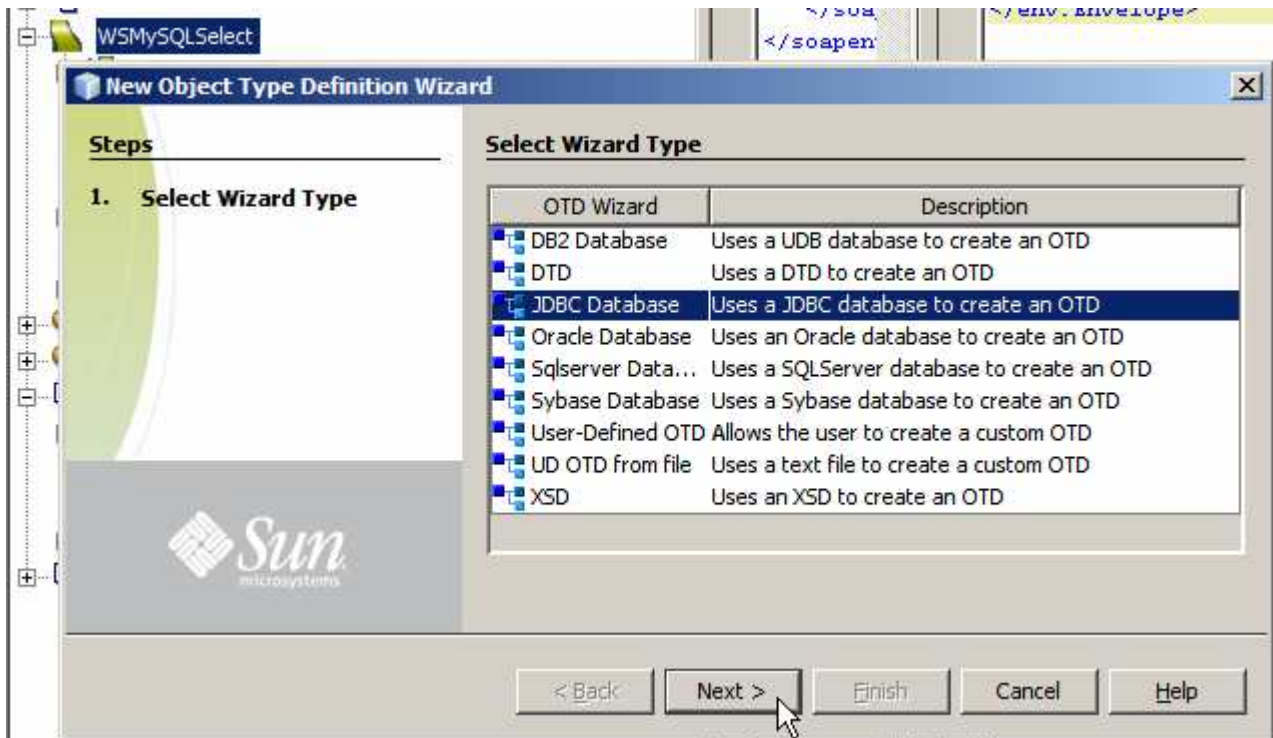 </soa
</env:Envelope>
WSMySQLSelect
</soapen
New Object Type Definition Wizard
Steps
Select Wizard Type
1. Select Wizard Type
OTD Wizard Description
DB2 Database Uses a UDB database to create an OTD
DTD Uses a DTD to create an OTD
JDBC Database Uses a JDBC database to create an OTD
Oracle Database Uses an Oracle database to create an OTD
Sqlserver Data... Uses a SQLServer database to create an OTD
Sybase Database Uses a Sybase database to create an OTD
User-Defined OTD Allows the user to create a custom OTD
UD OTD from file Uses a text file to create a custom OTD
XSD Uses an XSD to create an OTD
Sun
microsystems
< Back Next > Finish Cancel Help